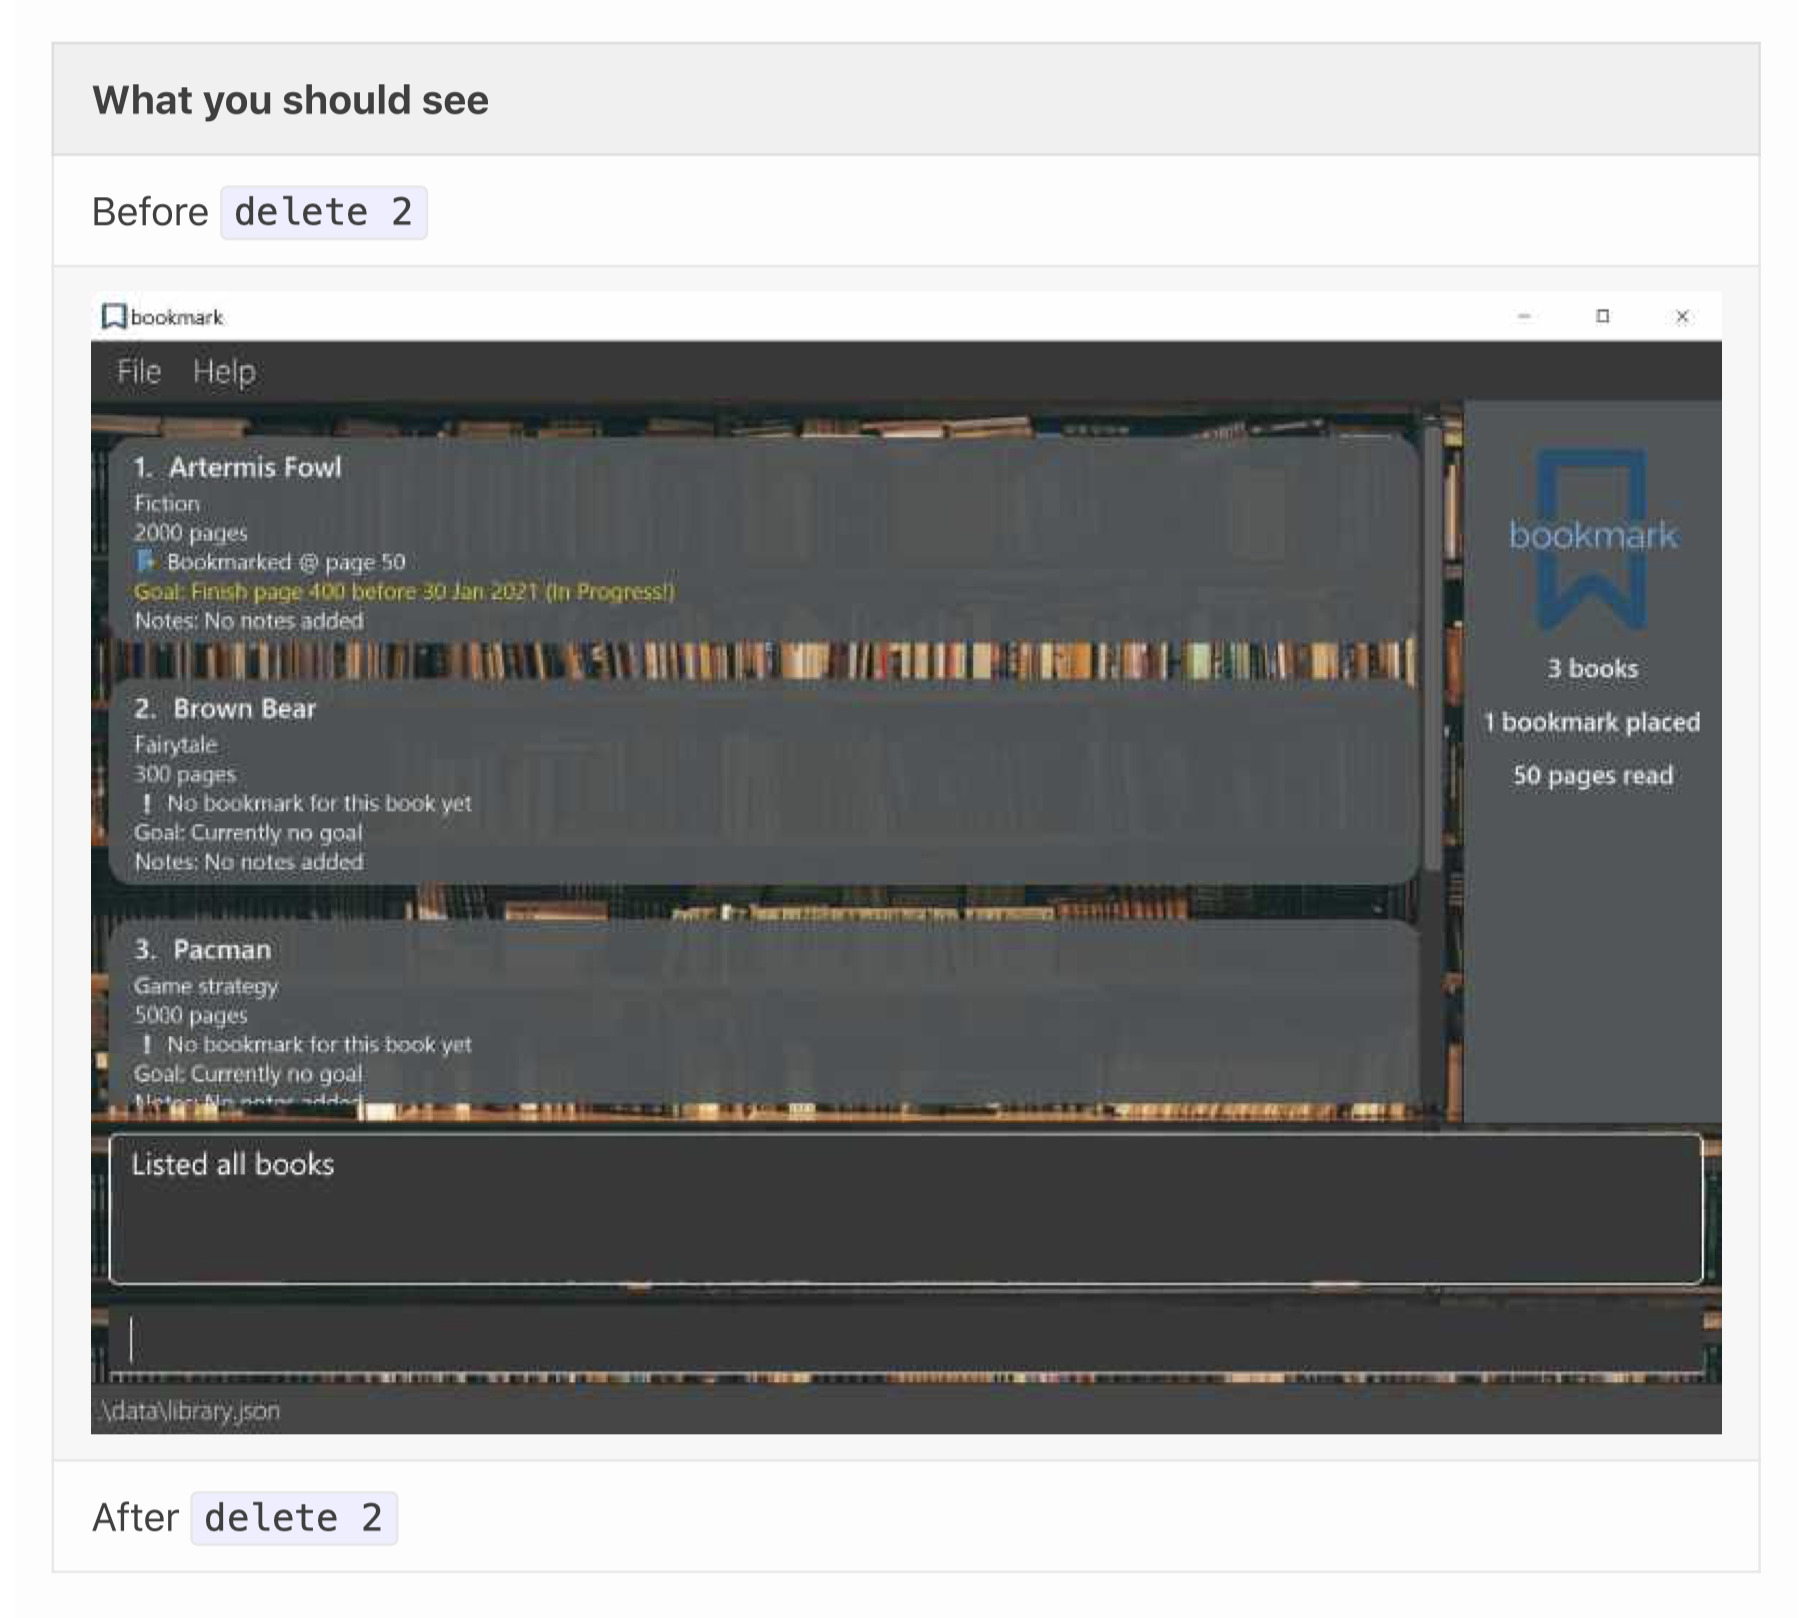 What you should see
Before delete 2
bookmark
File Help
1. Artermis Fowl
Fiction
2000 pages
Bookmarked @ page 50
Goal: Finish page 400 before 30 Jan 2021 (In Progress!)
Notes: No notes added
2. Brown Bear
Fairytale
300 pages
! No bookmark for this book yet
Goal: Currently no goal
Notes: No notes added
3. Pacman
Game strategy
5000 pages
! No bookmark for this book yet
Goal: Currently no goal
Notes: No notes added
bookmark
3 books
1 bookmark placed
50 pages read
Listed all books
.\data\library.json
After delete 2